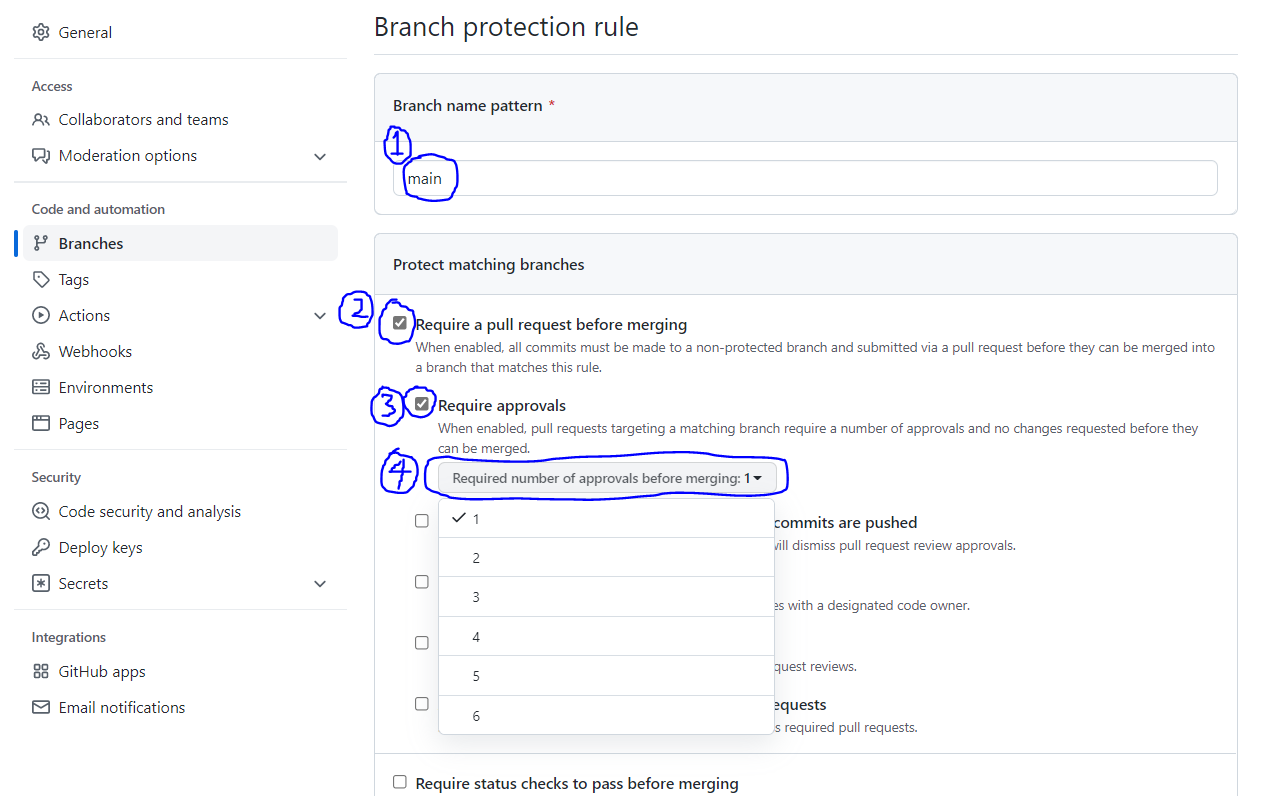 General
Access
Collaborators and teams
Moderation options
Code and automation
Branches
Tags
Actions
Webhooks
Environments
Pages
Security
Code security and analysis
Deploy keys
Secrets
Integrations
GitHub apps
Email notifications
Branch protection rule
Branch name pattern *
1
main
Protect matching branches
2
Require a pull request before merging
When enabled, all commits must be made to a non-protected branch and submitted via a pull request before they can be merged into
a branch that matches this rule.
3
Require approvals
When enabled, pull requests targeting a matching branch require a number of approvals and no changes requested before they
can be merged.
4
Required number of approvals before merging: 1
1
commits are pushed
will dismiss pull request review approvals.
2
3
es with a designated code owner.
4
quest reviews.
5
equests
6
s required pull requests.
Require status checks to pass before merging